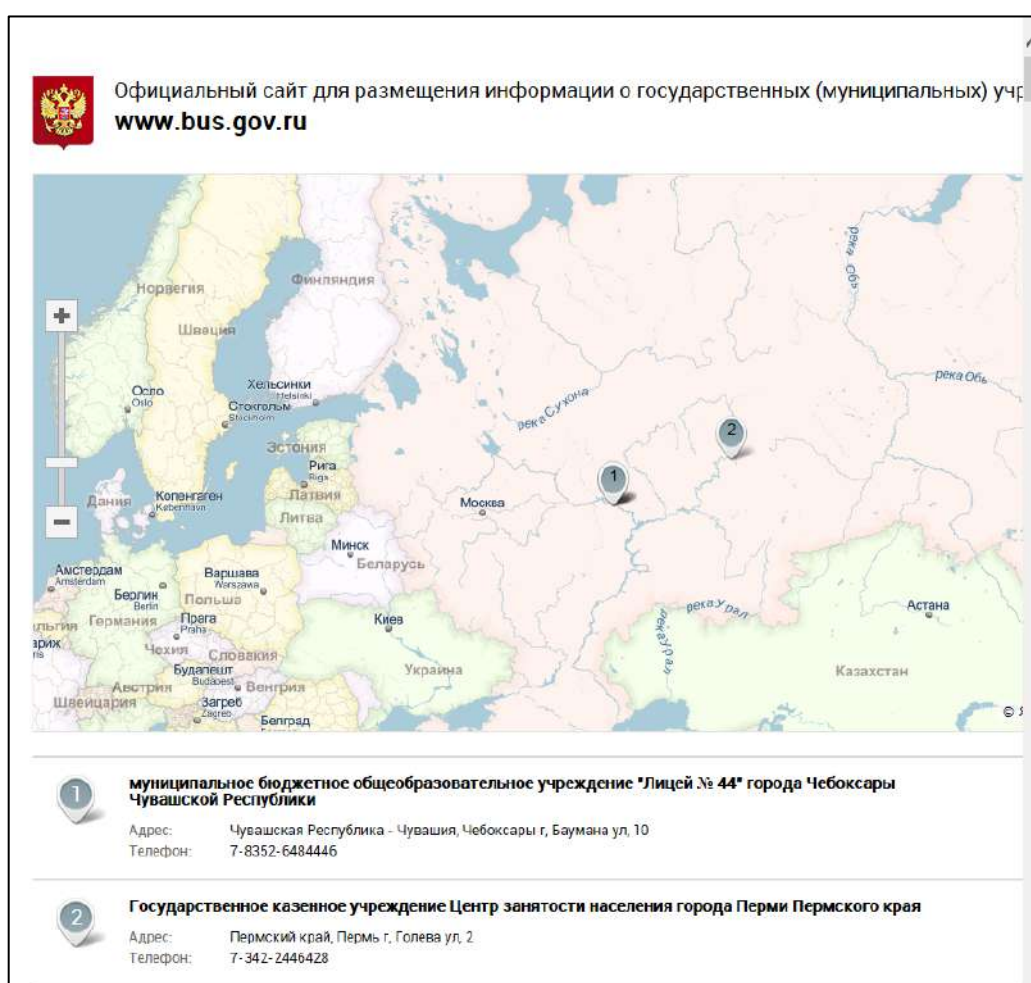 Официальный сайт для размещения информации о государственных (муниципальных) учр
www.bus.gov.ru
Норвегия
Финляндия
Швеция
река Обь
река Обь
Осло
Oslo
Хельсинки
Helsinki
Стокгольм
Stockholm
река Сухона
2
Эстония
Рига
Riga
1
Москва
Дания
Копенгаген
København
Латвия
Литва
Минск
Беларусь
Амстердам
Amsterdam
Берлин
Berlin
Варшава
Warszawa
Польша
Германия
Прага
Praha
Киев
река Урал
река Урал
Астана
Чехия
Словакия
Украина
Казахстан
Будапешт
Budapest
Австрия
Венгрия
Швейцария
Загреб
Zagreb
Белград
©
1
муниципальное бюджетное общеобразовательное учреждение "Лицей № 44" города Чебоксары
Чувашской Республики
Адрес: Чувашская Республика - Чувашия, Чебоксары г, Баумана ул, 10
Телефон: 7-8352-6484446
2
Государственное казенное учреждение Центр занятости населения города Перми Пермского края
Адрес: Пермский край, Пермь г, Голева ул, 2
Телефон: 7-342-2446428